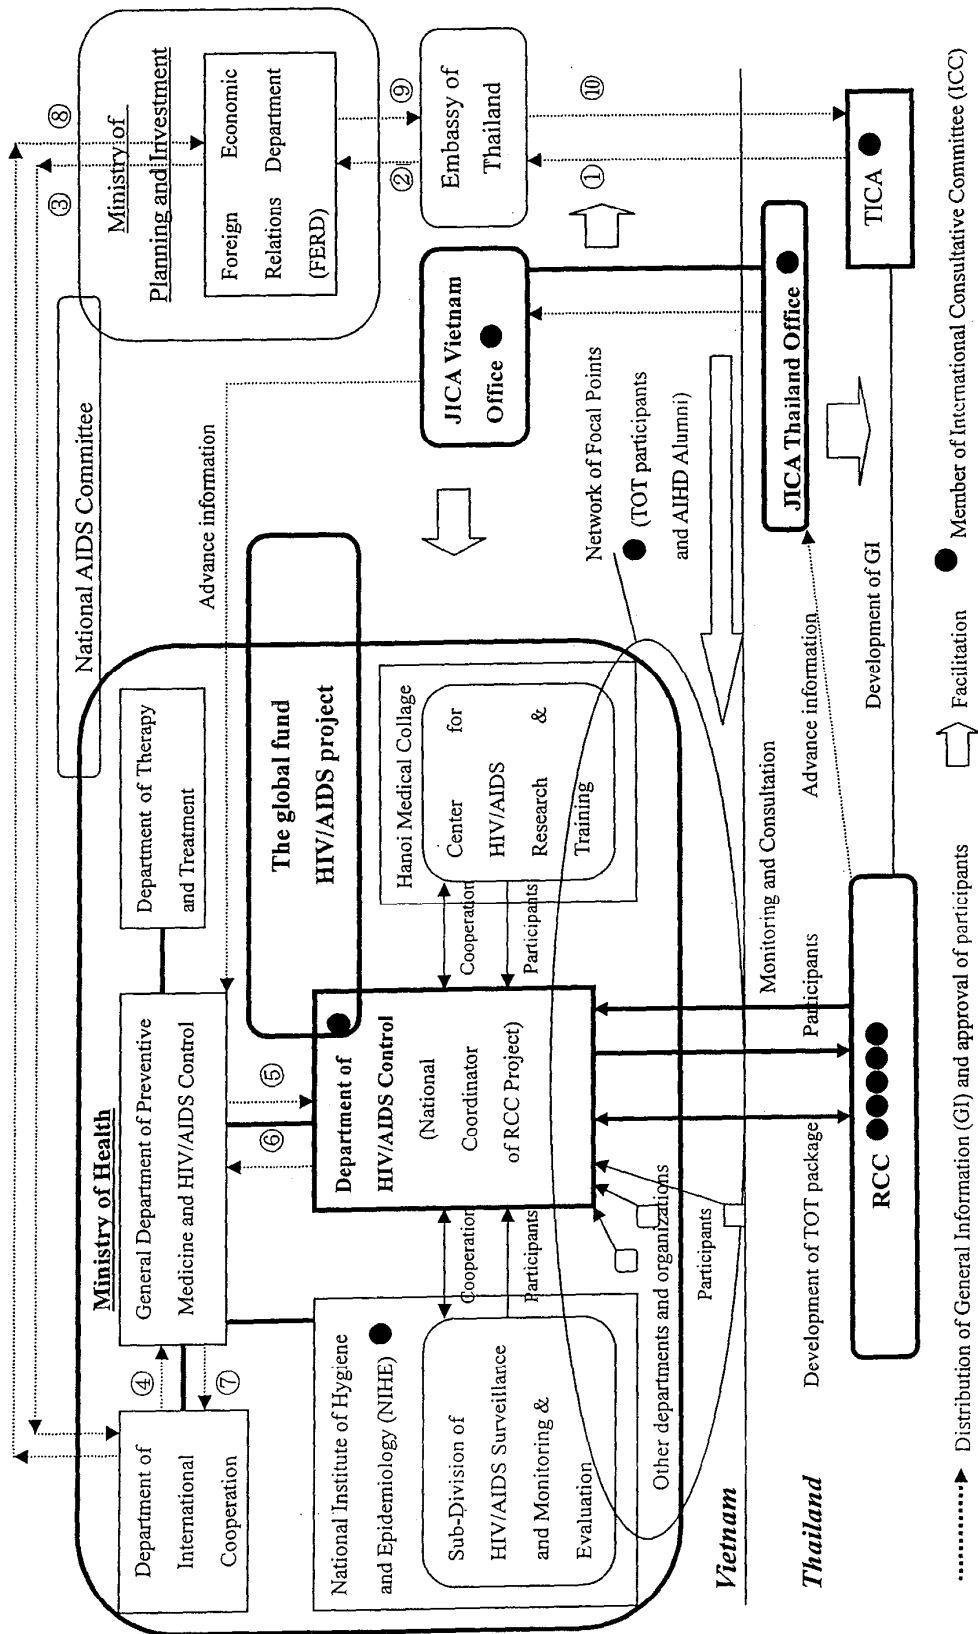 National AIDS Committee
③
⑧
Ministry of
Planning and Investment
Foreign Economic
Relations Department
(FERD)
②
⑨
Embassy of
Thailand
①
⑩
TICA
Ministry of Health
Department of
International
Cooperation
④
⑦
General Department of Preventive
Medicine and HIV/AIDS Control
Department of Therapy
and Treatment
Advance information
⑥
⑤
The global fund
HIV/AIDS project
JICA Vietnam
Office
National Institute of Hygiene
and Epidemiology (NIHE)
Sub-Division of
HIV/AIDS Surveillance
and Monitoring &
Evaluation
Cooperation
Participants
Department of
HIV/AIDS Control
(National
Coordinator
of RCC Project)
Cooperation
Participants
Hanoi Medical Collage
Center for
HIV/AIDS
Research &
Training
Network of Focal Points
(TOT participants
and AIHD Alumni)
Other departments and organizations
Participants
Vietnam
Thailand
Monitoring and Consultation
Development of TOT package
Participants
Advance information
JICA Thailand Office
Development of GI
RCC
Distribution of General Information (GI) and approval of participants
Facilitation
Member of International Consultative Committee (ICC)